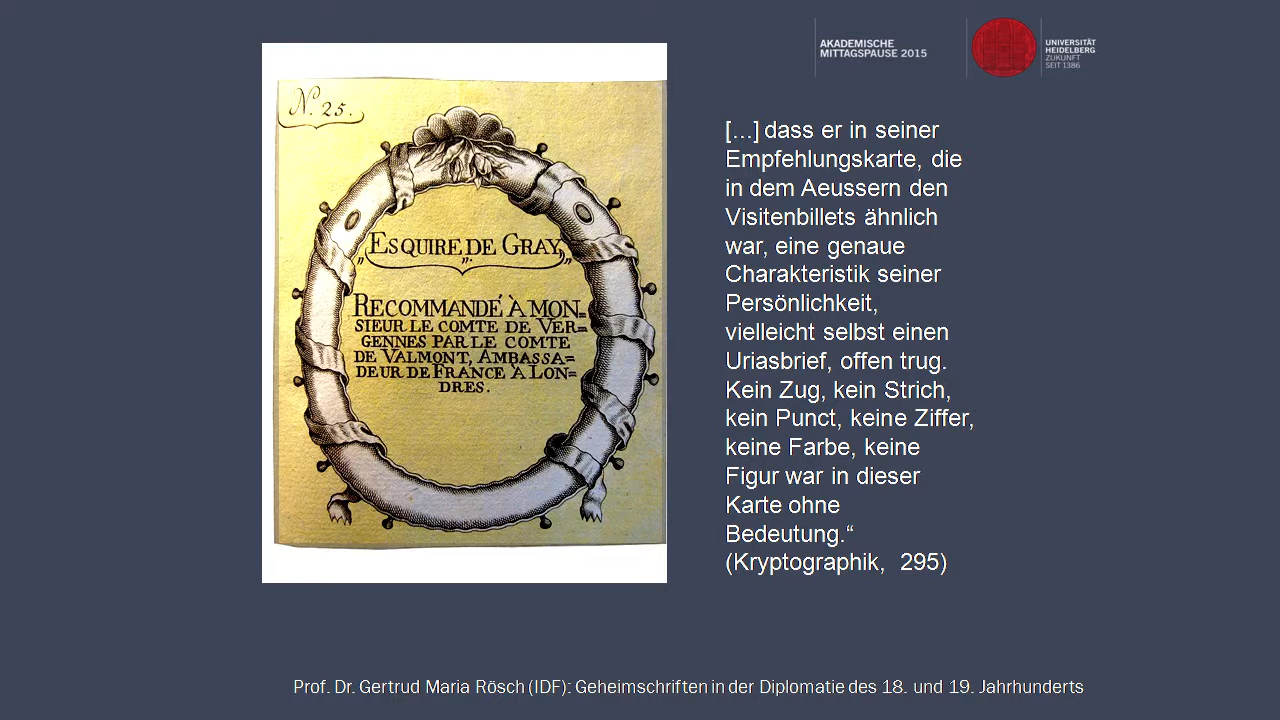 AKADEMISCHE
MITTAGSPAUSE 2015
UNIVERSITÄT
HEIDELBERG
ZUKUNFT
SEIT 1386
N. 25.
ESQUIRE DE GRAY,
„ „. „
RECOMMANDÉ À MON=
SIEUR LE COMTE DE VER=
GENNES PAR LE COMTE
DE VALMONT, AMBASSA=
DEUR DE FRANCE À LON=
DRES.
[...] dass er in seiner
Empfehlungskarte, die
in dem Aeussern den
Visitenbillets ähnlich
war, eine genaue
Charakteristik seiner
Persönlichkeit,
vielleicht selbst einen
Uriasbrief, offen trug.
Kein Zug, kein Strich,
kein Punct, keine Ziffer,
keine Farbe, keine
Figur war in dieser
Karte ohne
Bedeutung.“
(Kryptographik, 295)
Prof. Dr. Gertrud Maria Rösch (IDF): Geheimschriften in der Diplomatie des 18. und 19. Jahrhunderts